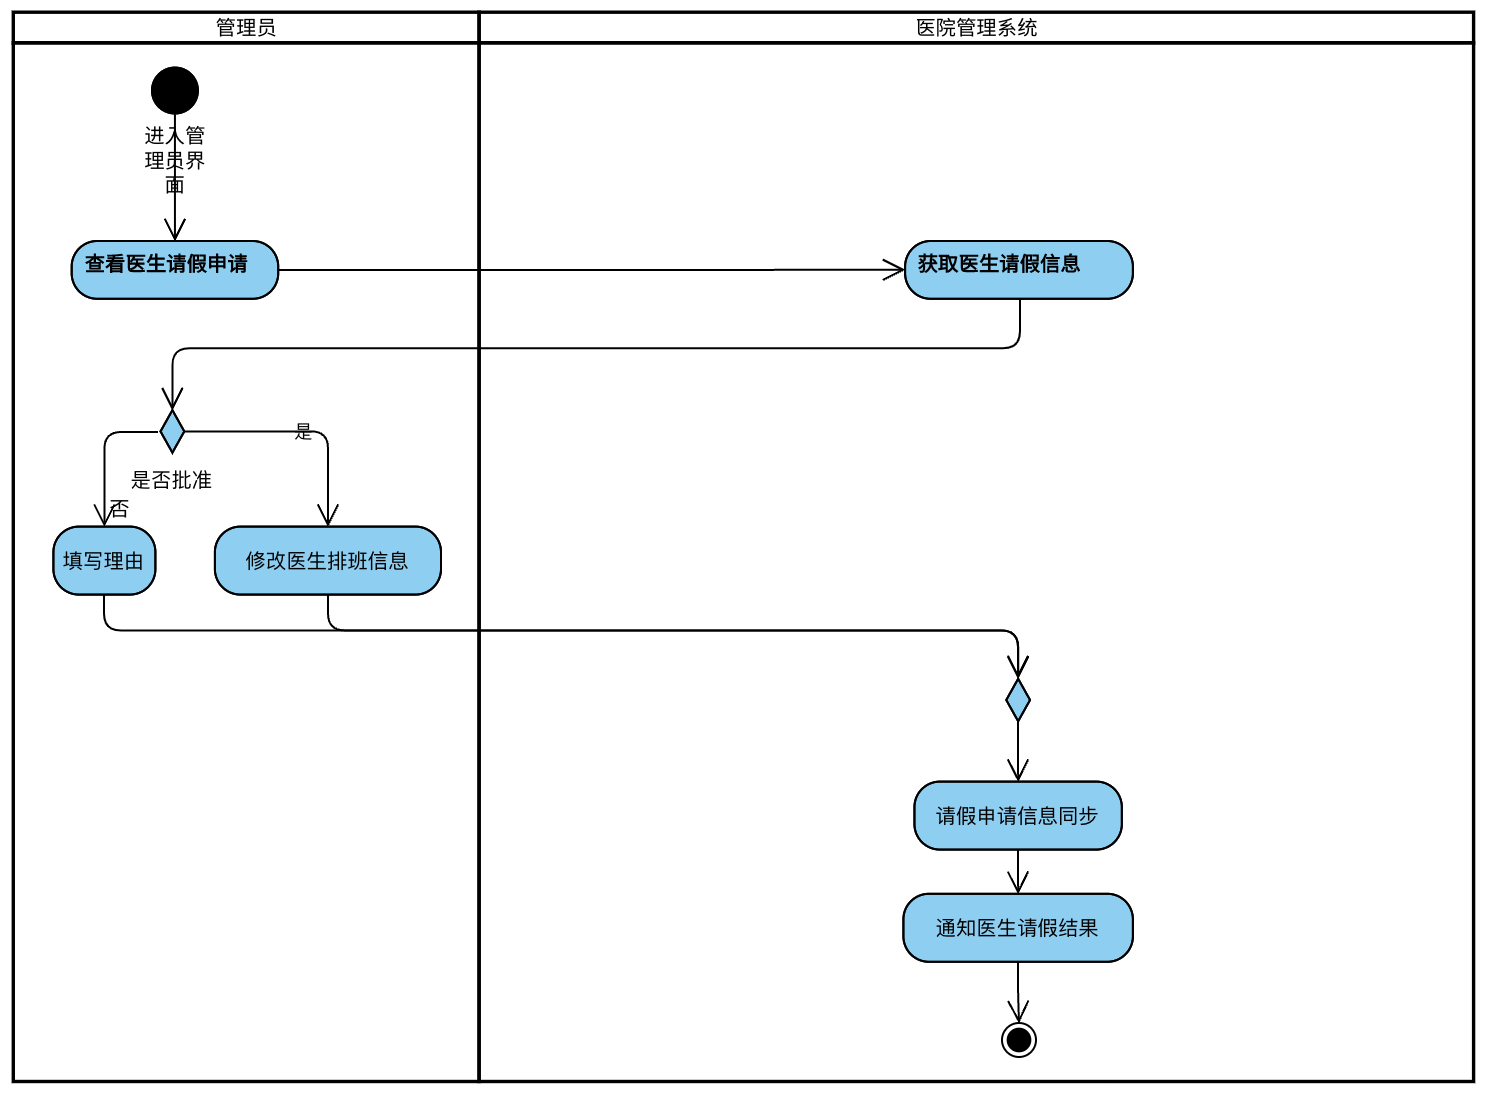 管理员
医院管理系统
进入管
理员界
面
查看医生请假申请
获取医生请假信息
是
是否批准
否
填写理由
修改医生排班信息
请假申请信息同步
通知医生请假结果